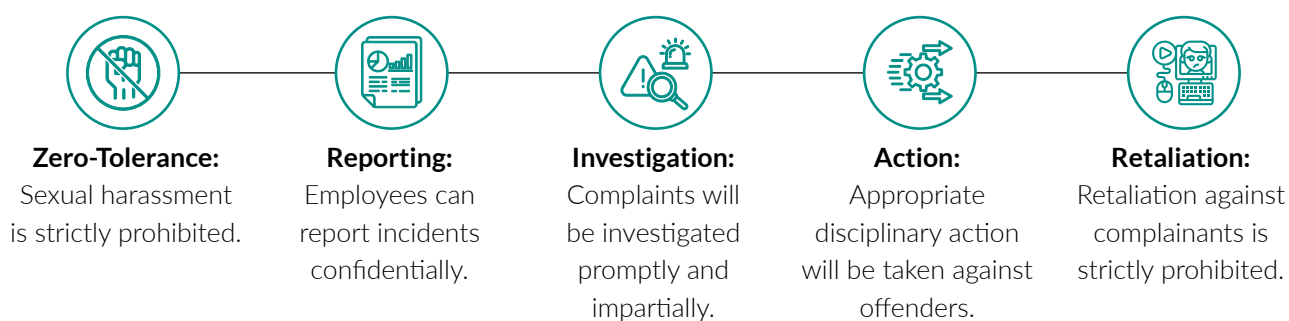 Zero-Tolerance:
Sexual harassment
is strictly prohibited.
Reporting:
Employees can
report incidents
confidentially.
Investigation:
Complaints will
be investigated
promptly and
impartially.
Action:
Appropriate
disciplinary action
will be taken against
offenders.
Retaliation:
Retaliation against
complainants is
strictly prohibited.